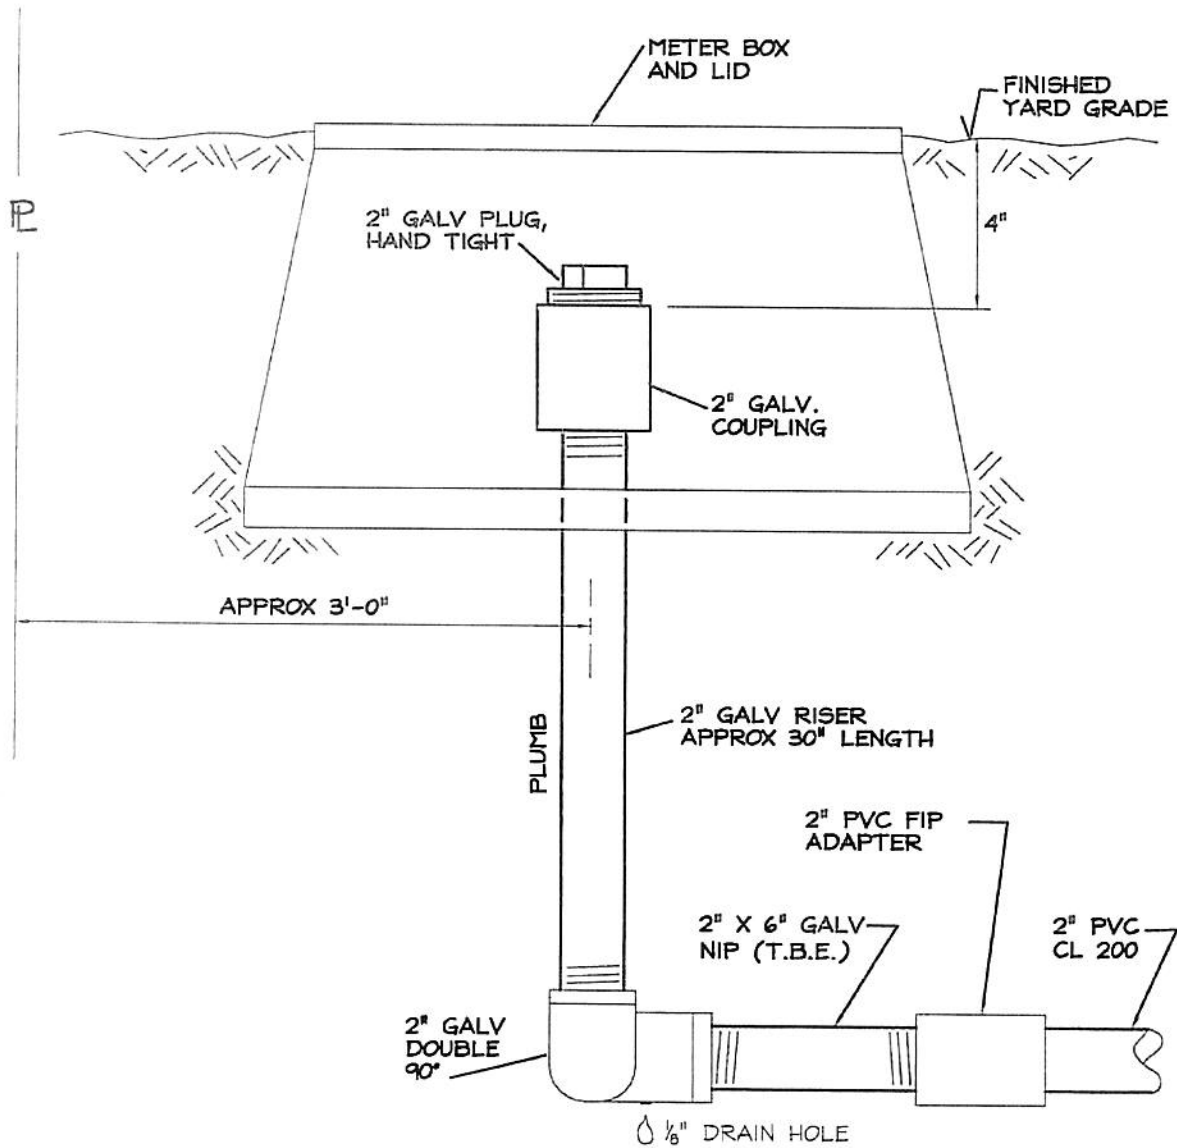 METER BOX
AND LID
FINISHED
YARD GRADE
PL
2" GALV PLUG,
HAND TIGHT
4"
2" GALV.
COUPLING
APPROX 3'-0"
PLUMB
2" GALV RISER
APPROX 30" LENGTH
2" PVC FIP
ADAPTER
2" X 6" GALV
NIP (T.B.E.)
2" PVC
CL 200
2" GALV
DOUBLE
90°
1/8" DRAIN HOLE